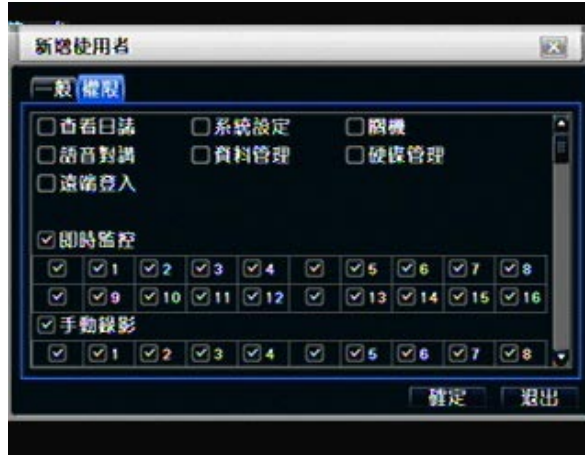 新增使用者
一般 權限
查看日誌 系統設定 關機
語音對講 資料管理 硬碟管理
遠端登入
即時監控
1 2 3 4 5 6 7 8
9 10 11 12 13 14 15 16
手動錄影
1 2 3 4 5 6 7 8
確定 退出